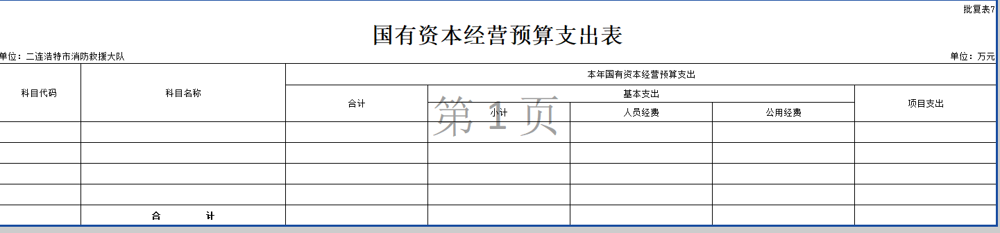 批复表7
国有资本经营预算支出表
单位：二连浩特市消防救援大队 单位：万元
科目代码 科目名称 本年国有资本经营预算支出
合计 基本支出 项目支出
小计 人员经费 公用经费
第 1 页
合 计